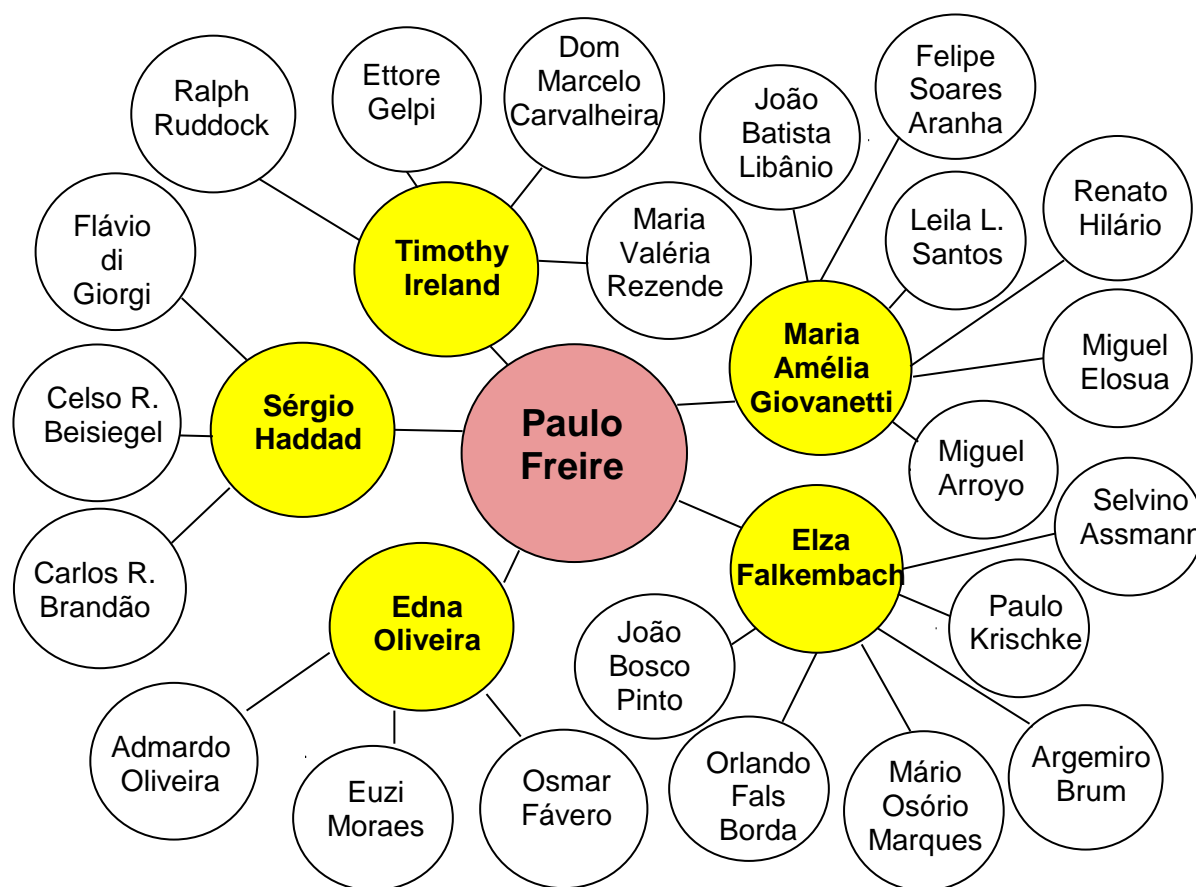 Dom
Marcelo
Carvalheira
Ettore
Gelpi
Ralph
Ruddock
Felipe
Soares
Aranha
João
Batista
Libânio
Renato
Hilário
Flávio
di
Giorgi
Timothy
Ireland
Maria
Valéria
Rezende
Leila L.
Santos
Maria
Amélia
Giovanetti
Miguel
Elosua
Celso R.
Beisiegel
Sérgio
Haddad
Paulo
Freire
Miguel
Arroyo
Selvino
Assmann
Carlos R.
Brandão
Edna
Oliveira
Elza
Falkembach
Paulo
Krischke
João
Bosco
Pinto
Admardo
Oliveira
Euzi
Moraes
Osmar
Fávero
Orlando
Fals
Borda
Mário
Osório
Marques
Argemiro
Brum